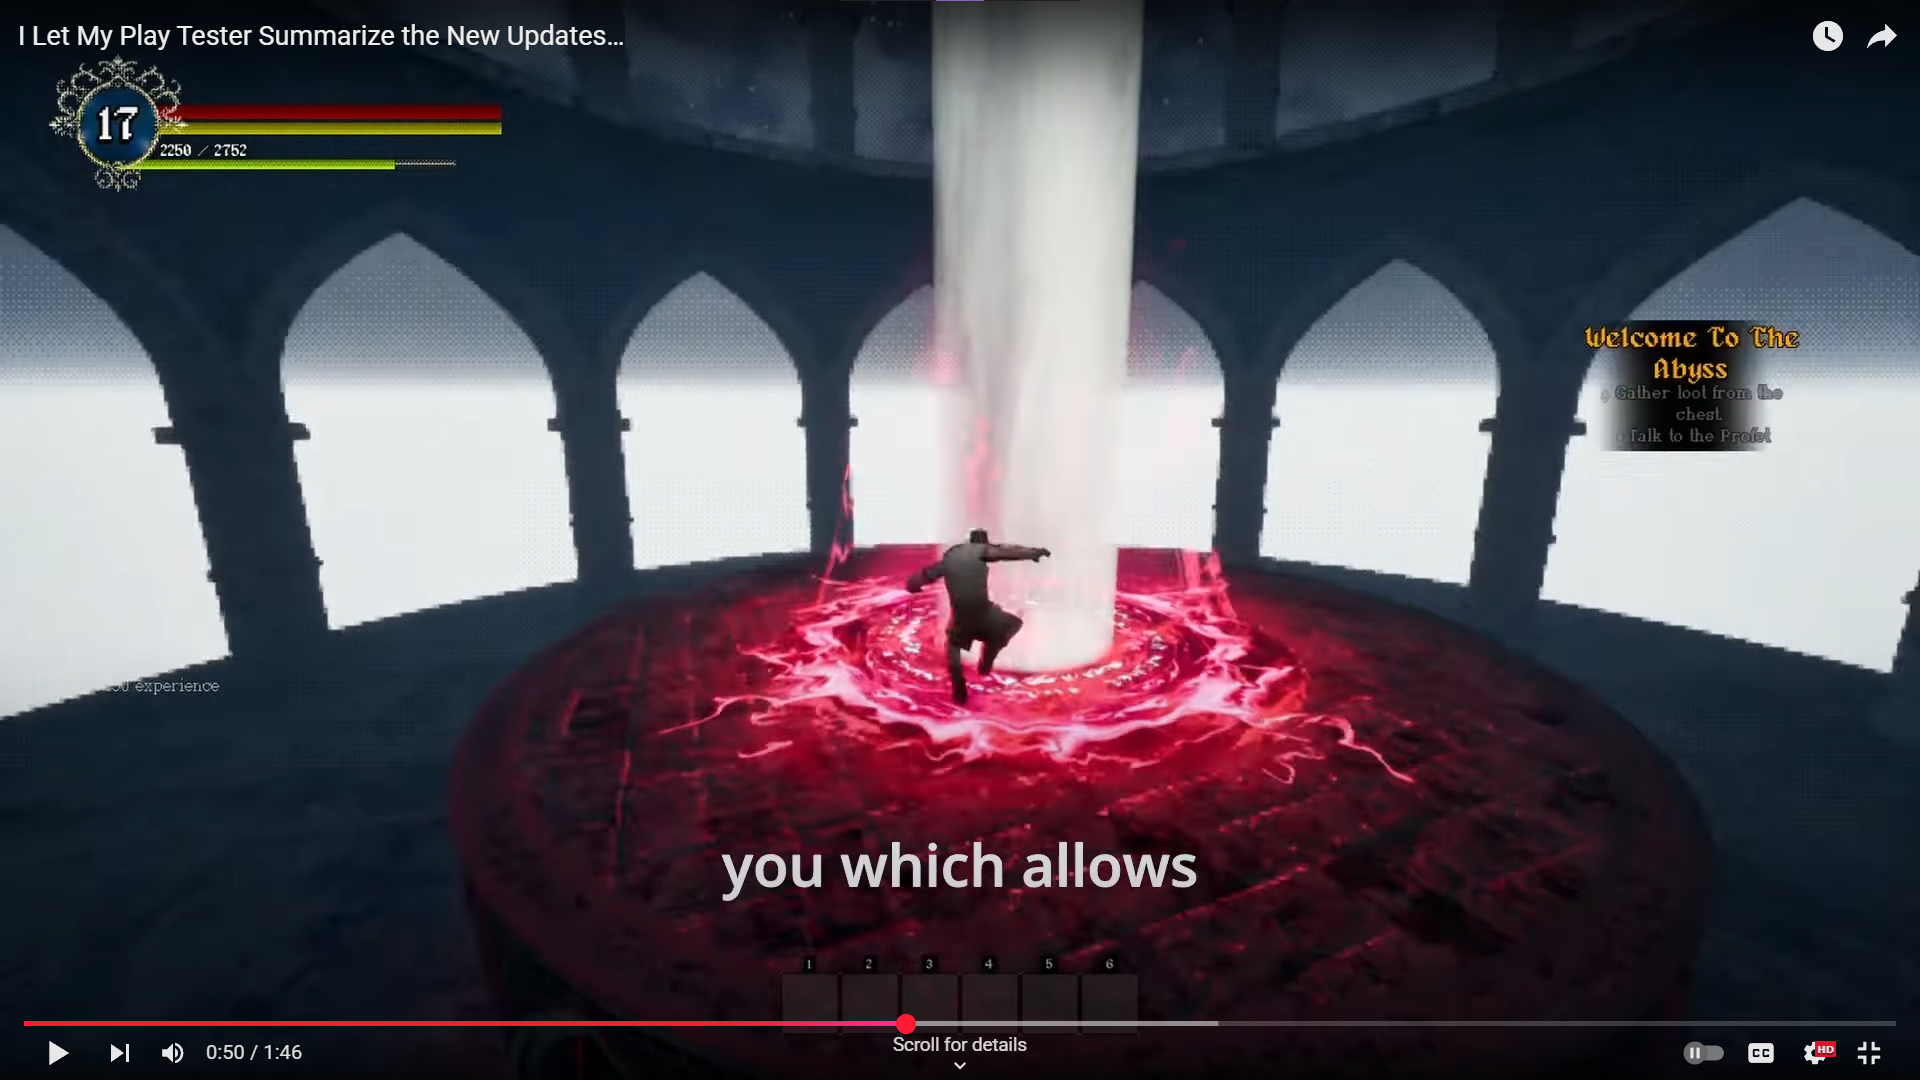 I Let My Play Tester Summarize the New Updates...
17
2250 / 2752
Welcome To The
Abyss
Gather loot from the
chest
Talk to the Profet
experience
you which allows
1 2 3 4 5 6
0:50 / 1:46
Scroll for details
CC
HD